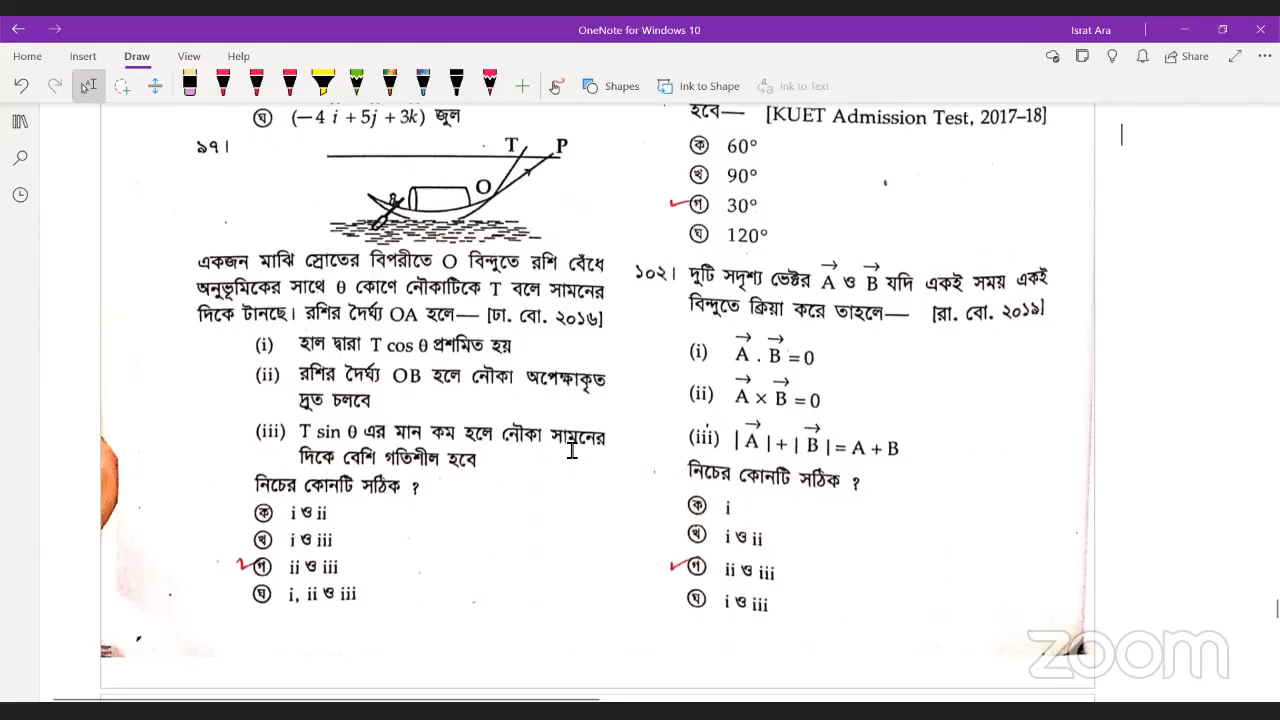 OneNote for Windows 10
Israt Ara
Home Insert Draw View Help
Share
Shapes
Ink to Shape
Ink to Text
ঘ (−4 i + 5j + 3k) জুল
৯৭।
T P
O
একজন মাঝি স্রোতের বিপরীতে O বিন্দুতে রশি বেঁধে
অনুভূমিকের সাথে θ কোণে নৌকাটিকে T বলে সামনের
দিকে টানছে। রশির দৈর্ঘ্য OA হলে— [ঢা. বো. ২০১৬]
(i) হাল দ্বারা T cos θ প্রশমিত হয়
(ii) রশির দৈর্ঘ্য OB হলে নৌকা অপেক্ষাকৃত
দ্রুত চলবে
(iii) T sin θ এর মান কম হলে নৌকা সামনের
দিকে বেশি গতিশীল হবে
নিচের কোনটি সঠিক ?
ক i ও ii
খ i ও iii
গ ii ও iii
ঘ i, ii ও iii
হবে— [KUET Admission Test, 2017–18]
ক 60°
খ 90°
গ 30°
ঘ 120°
১০২। দুটি সদৃশ্য ভেক্টর A⃗ ও B⃗ যদি একই সময় একই
বিন্দুতে ক্রিয়া করে তাহলে— [রা. বো. ২০১৯]
(i) A⃗ . B⃗ = 0
(ii) A⃗ × B⃗ = 0
(iii) |A⃗| + |B⃗| = A + B
নিচের কোনটি সঠিক ?
ক i
খ i ও ii
গ ii ও iii
ঘ i ও iii
zoom